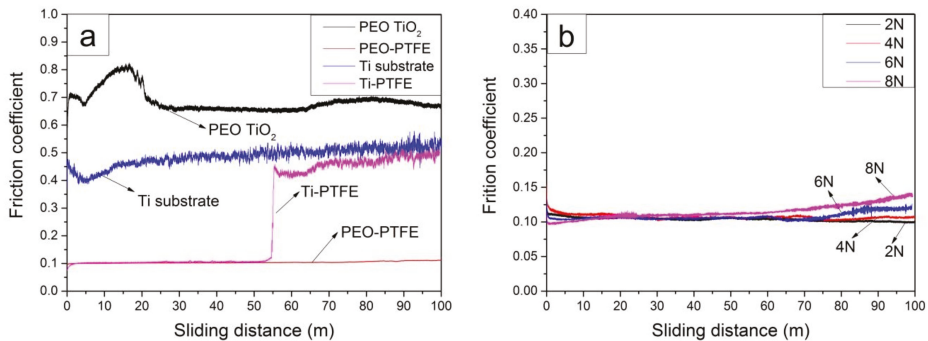 a
PEO TiO₂
PEO-PTFE
Ti substrate
Ti-PTFE
PEO TiO₂
Ti substrate
Ti-PTFE
PEO-PTFE
Friction coefficient
1.0
0.9
0.8
0.7
0.6
0.5
0.4
0.3
0.2
0.1
0.0
0 10 20 30 40 50 60 70 80 90 100
Sliding distance (m)
b
2N
4N
6N
8N
8N
6N
4N
2N
Frition coefficient
0.40
0.35
0.30
0.25
0.20
0.15
0.10
0.05
0.00
0 10 20 30 40 50 60 70 80 90 100
Sliding distance (m)